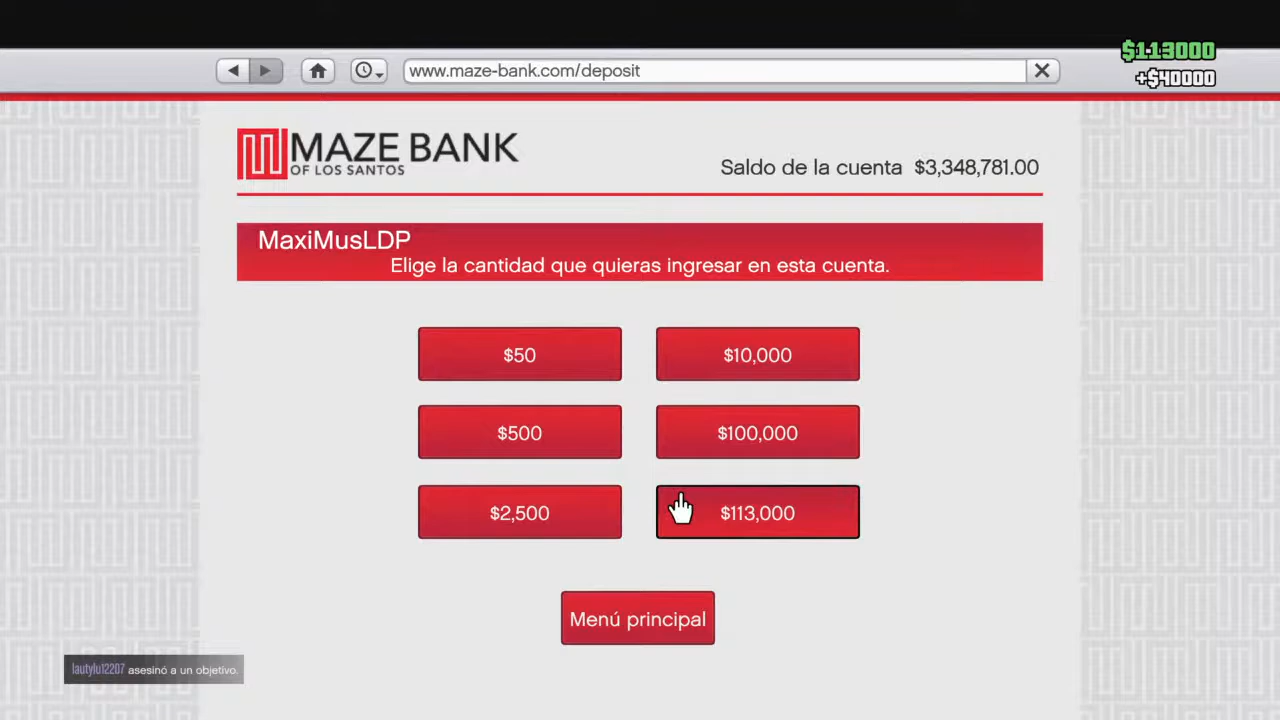 $113000
www.maze-bank.com/deposit
+$40000
MAZE BANK
OF LOS SANTOS
Saldo de la cuenta $3,348,781.00
MaxiMusLDP
Elige la cantidad que quieras ingresar en esta cuenta.
$50
$10,000
$500
$100,000
$2,500
$113,000
Menú principal
lautylu12207 asesinó a un objetivo.